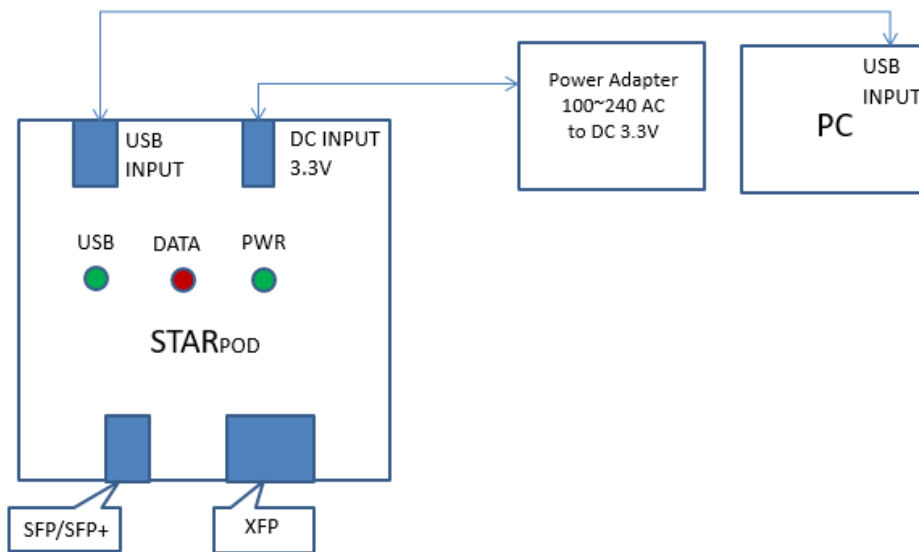 Power Adapter
100~240 AC
to DC 3.3V
USB
INPUT
PC
USB
INPUT
DC INPUT
3.3V
USB
DATA
PWR
STARPOD
SFP/SFP+
XFP